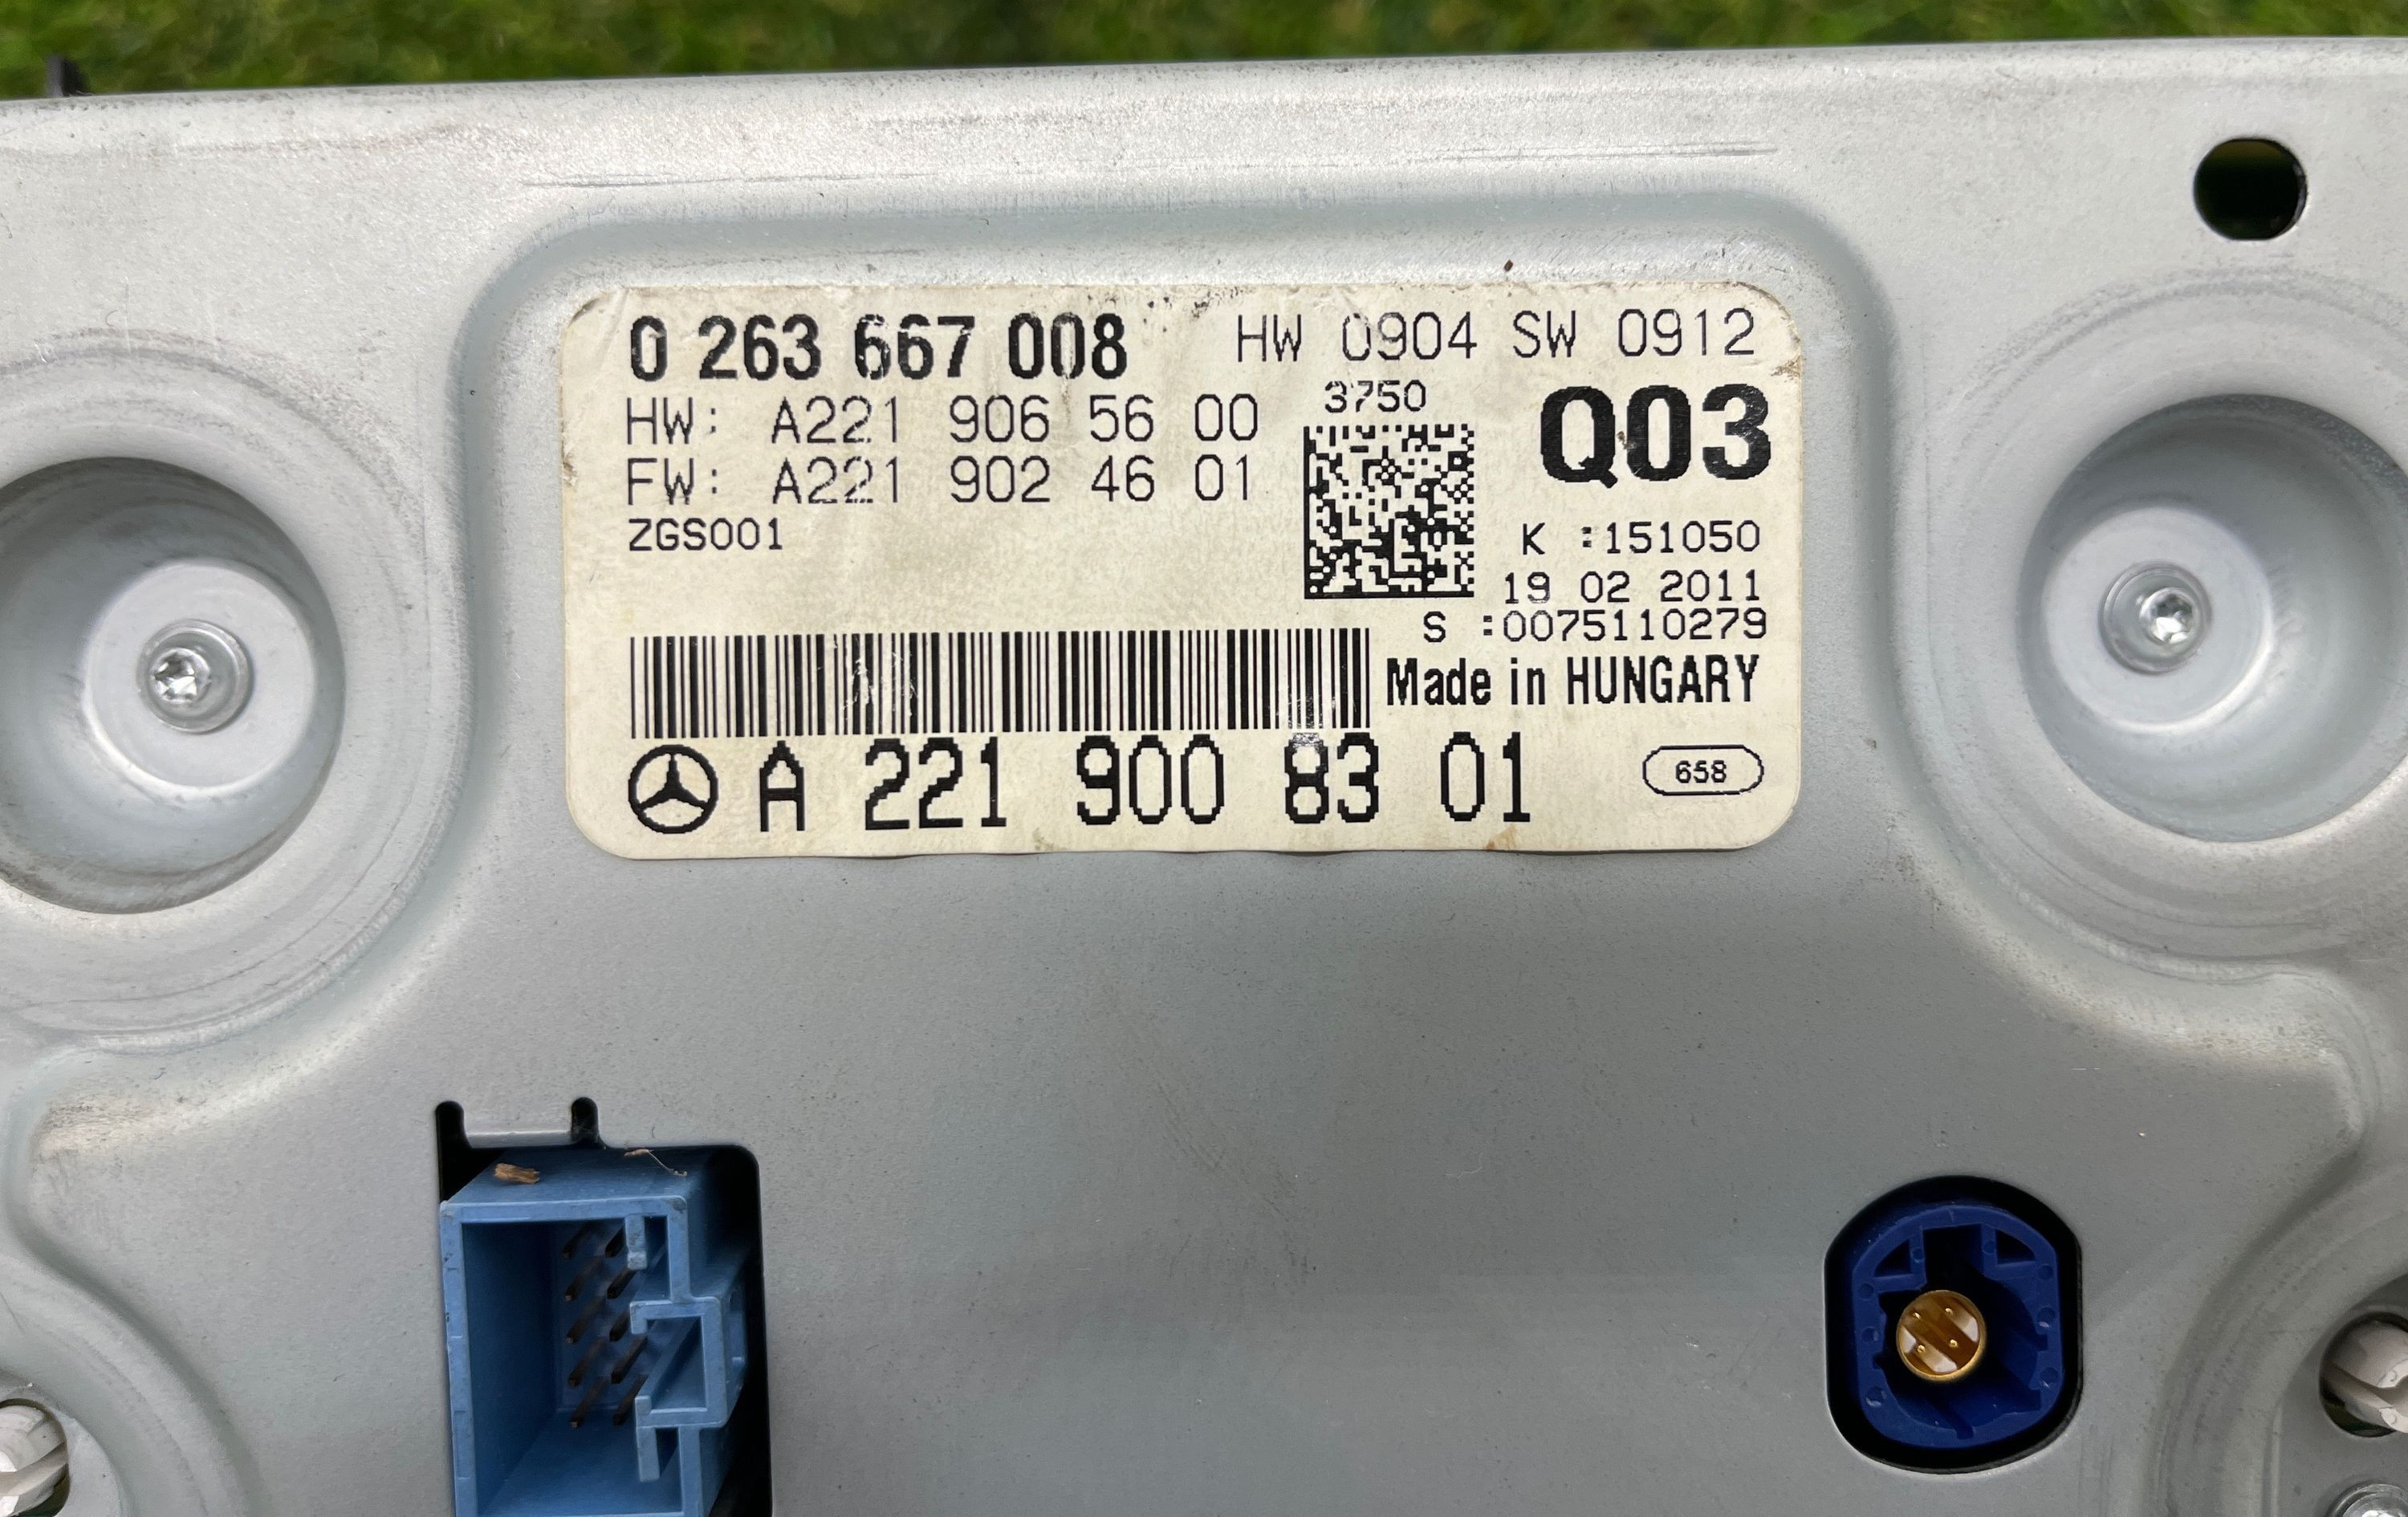 0 263 667 008 HW 0904 SW 0912
3750
Q03
HW: A221 906 56 00
FW: A221 902 46 01
ZGS001
K :151050
19 02 2011
S :0075110279
Made in HUNGARY
A 221 900 83 01
658